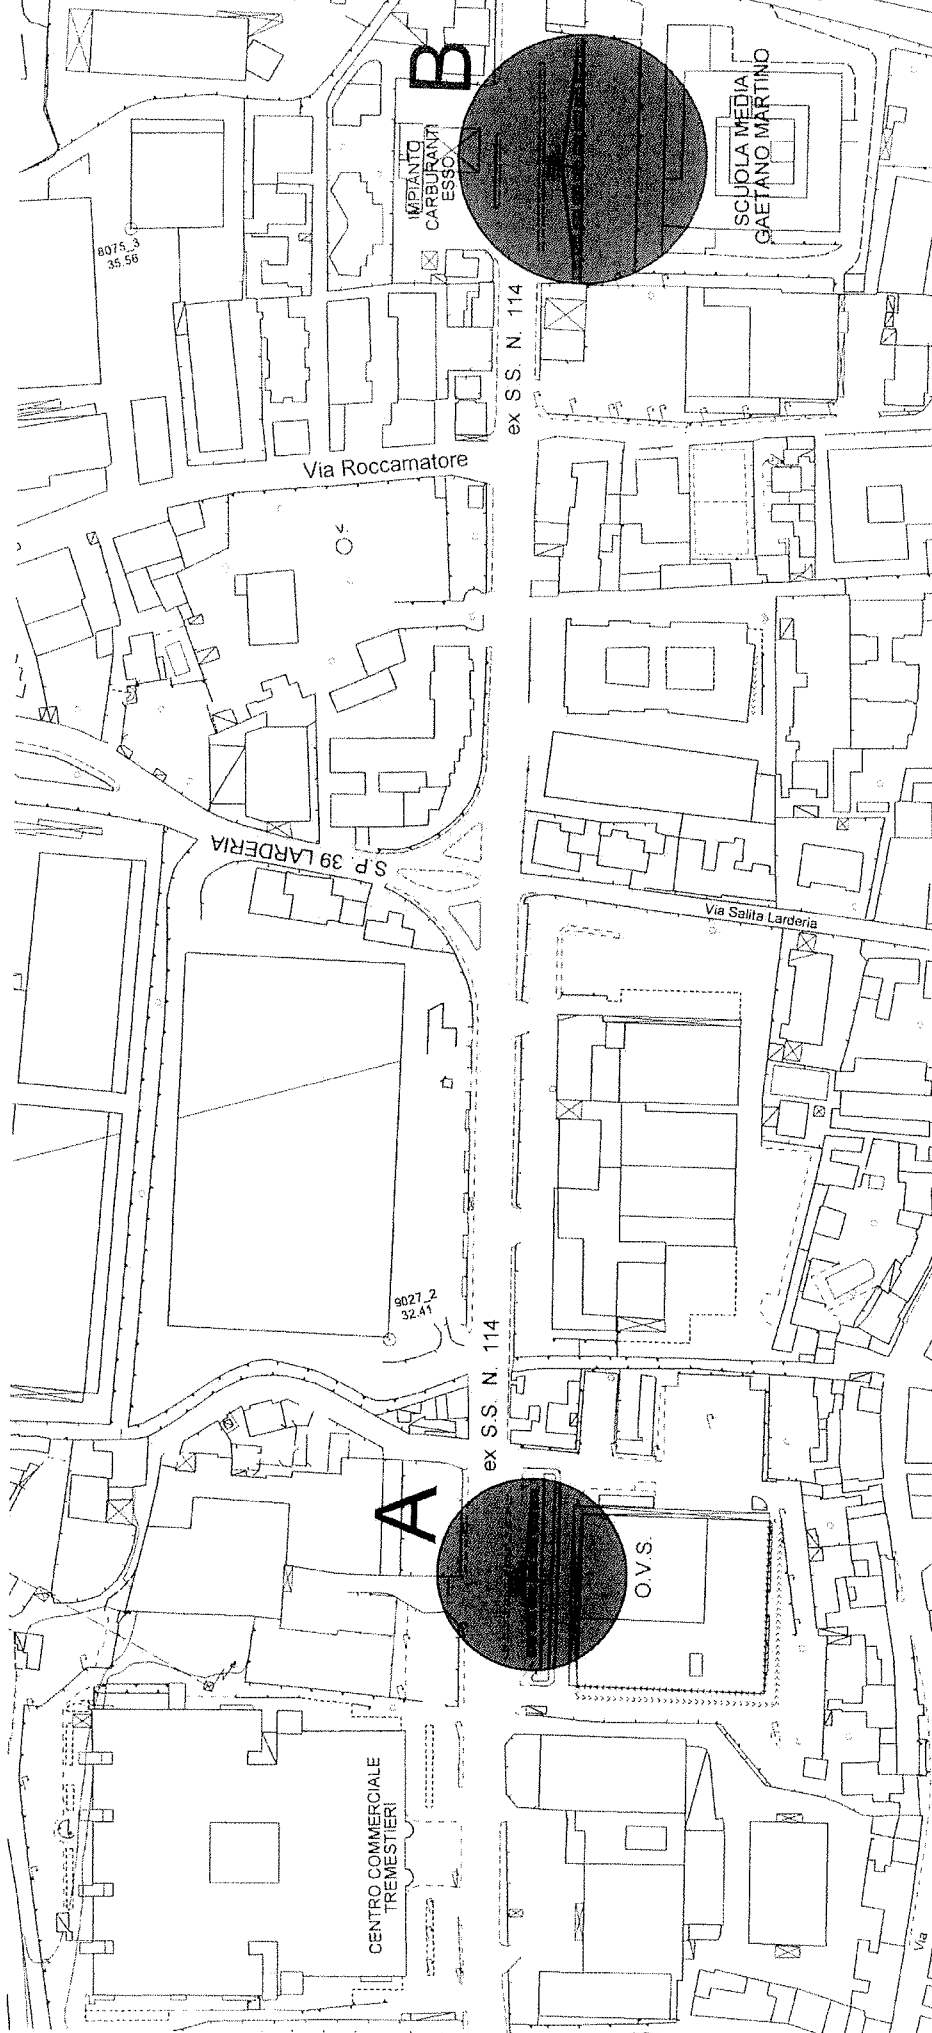 B
IMPIANTO
CARBURANTI
ESSO
SCUOLA MEDIA
GAETANO MARTINO
8075_3
35.56
ex S.S. N. 114
Via Roccamatore
v.
S.P. 39 LARDERIA
Via Salita Larderia
9027_2
32.41
ex S.S. N. 114
A
O.V.S.
CENTRO COMMERCIALE
TREMESTIERI
Via